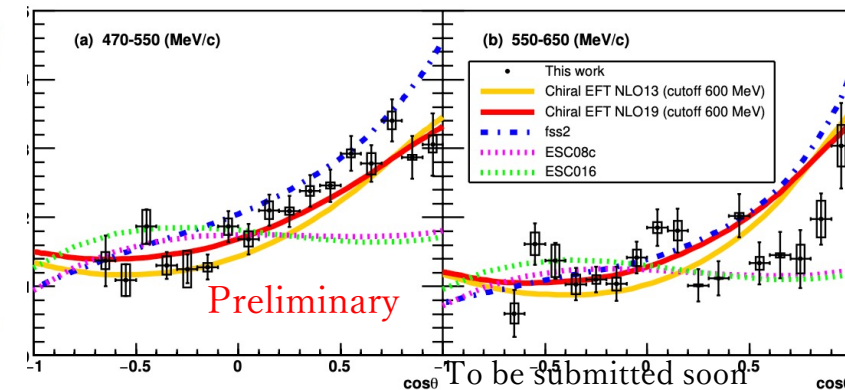 (a) 470-550 (MeV/c)
(b) 550-650 (MeV/c)
This work
Chiral EFT NLO13 (cutoff 600 MeV)
Chiral EFT NLO19 (cutoff 600 MeV)
fss2
ESC08c
ESC016
Preliminary
-1 -0.5 0 0.5 -1 -0.5 0 0.5
cosθ
To be submitted soon